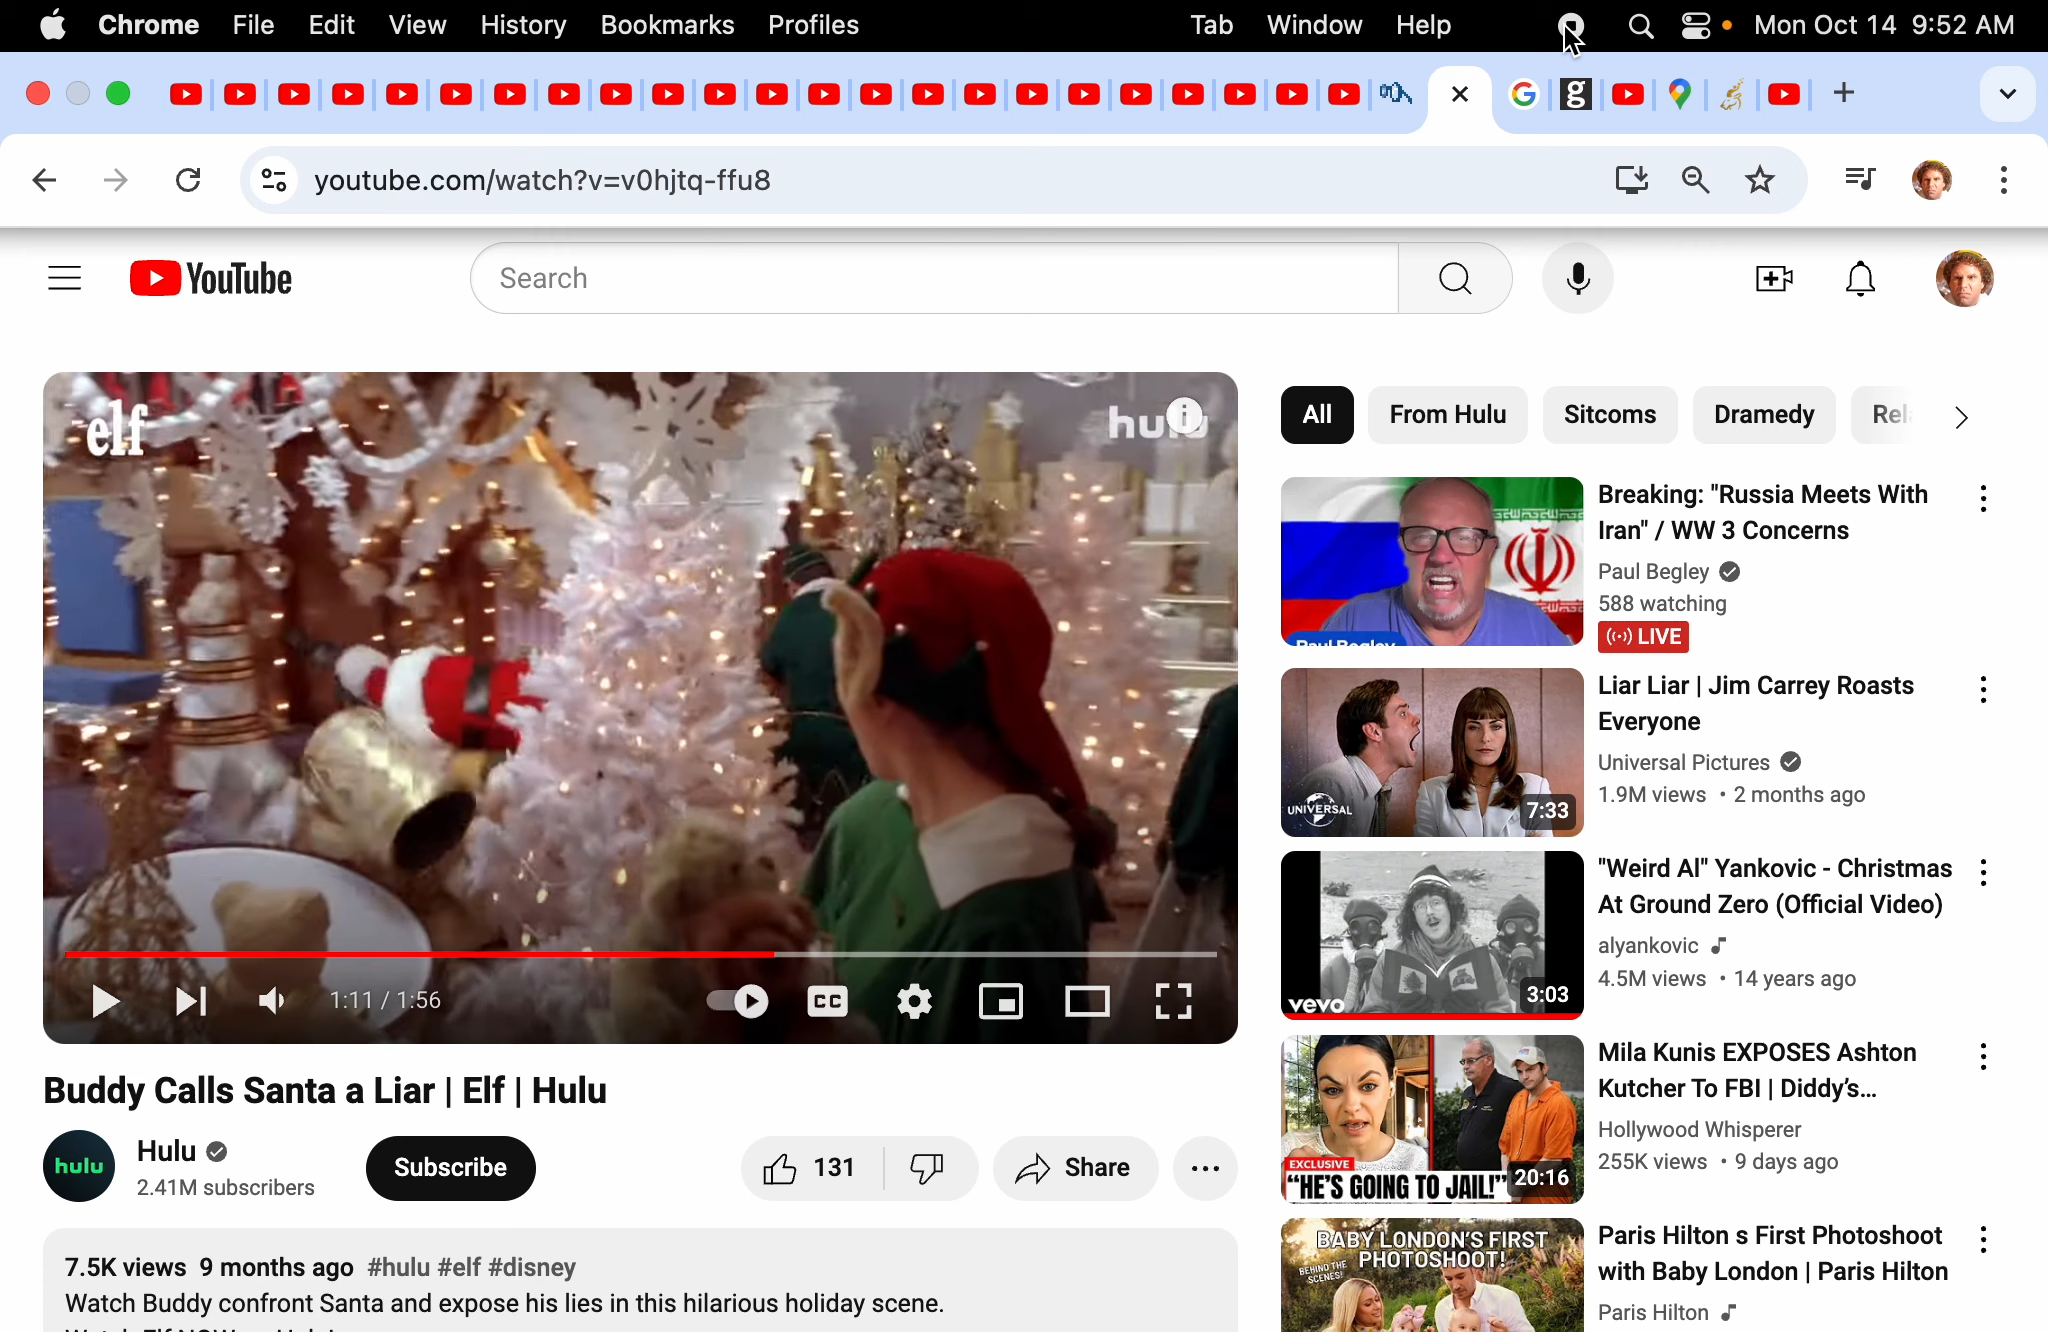 Chrome File Edit View History Bookmarks Profiles Tab Window Help Mon Oct 14 9:52 AM
youtube.com/watch?v=v0hjtq-ffu8
YouTube
Search
elf
hulu
1:11 / 1:56
CC
Buddy Calls Santa a Liar | Elf | Hulu
hulu
Hulu
2.41M subscribers
Subscribe
131
Share
7.5K views 9 months ago #hulu #elf #disney
Watch Buddy confront Santa and expose his lies in this hilarious holiday scene.
All From Hulu Sitcoms Dramedy
Breaking: "Russia Meets With
Iran" / WW 3 Concerns
Paul Begley
588 watching
LIVE
Paul Begley
Liar Liar | Jim Carrey Roasts
Everyone
Universal Pictures
1.9M views • 2 months ago
UNIVERSAL
7:33
"Weird Al" Yankovic - Christmas
At Ground Zero (Official Video)
alyankovic
4.5M views • 14 years ago
vevo
3:03
Mila Kunis EXPOSES Ashton
Kutcher To FBI | Diddy's...
Hollywood Whisperer
255K views • 9 days ago
EXCLUSIVE
"HE'S GOING TO JAIL!"
20:16
Paris Hilton s First Photoshoot
with Baby London | Paris Hilton
Paris Hilton
BABY LONDON'S FIRST
PHOTOSHOOT!
BEHIND THE
SCENES!